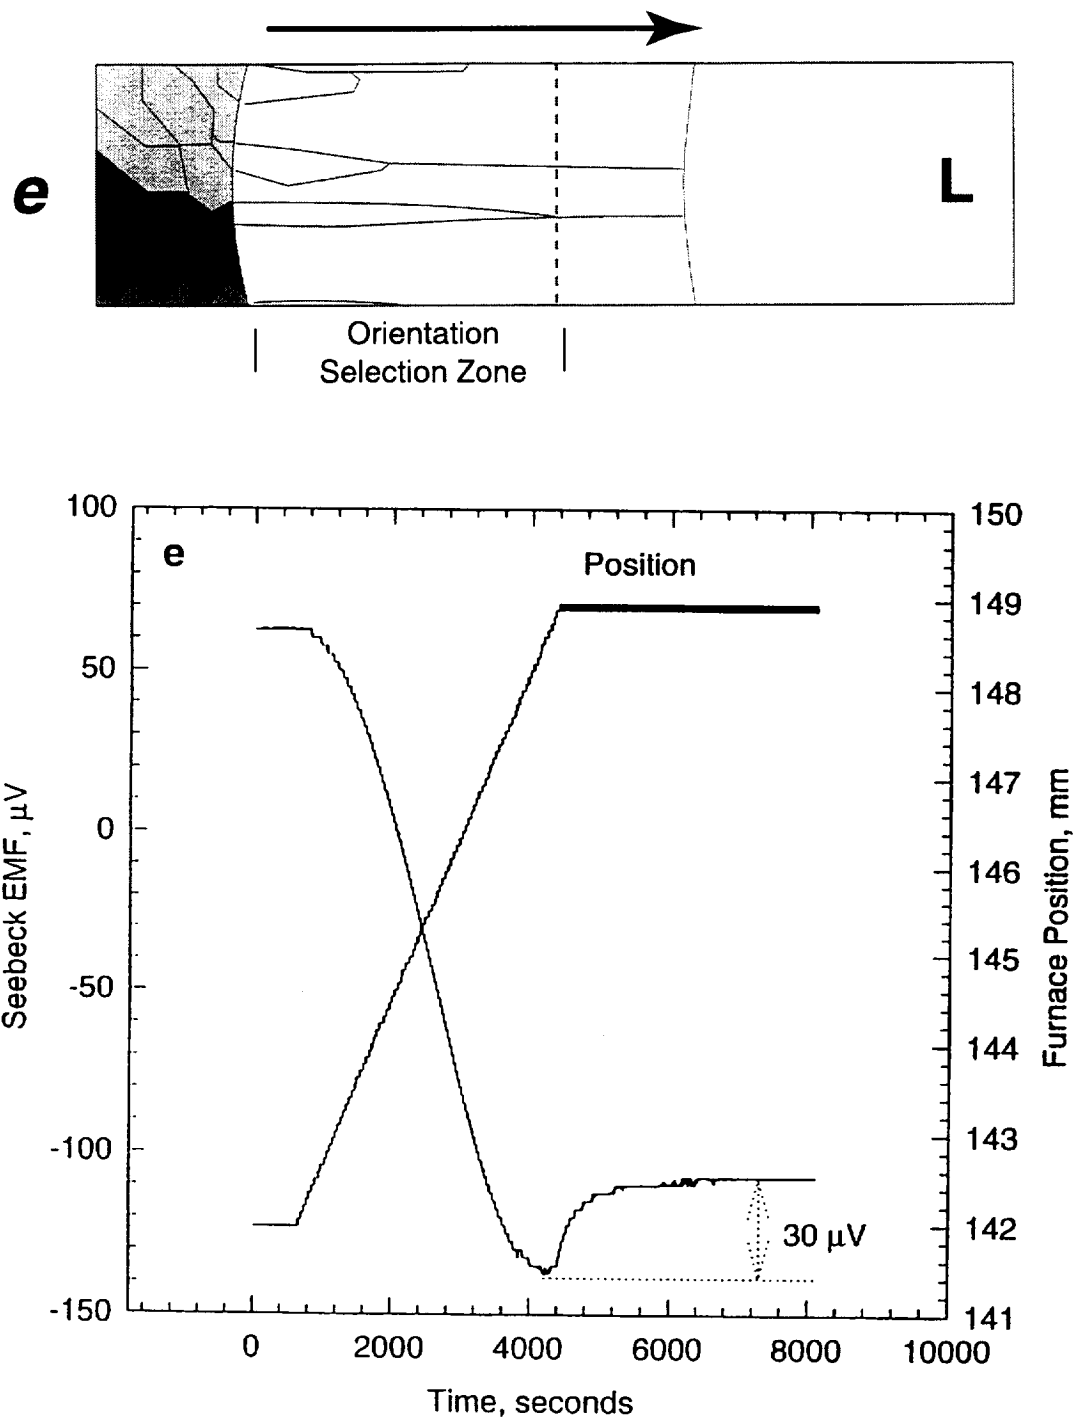 e
L
Orientation
Selection Zone
100
50
0
-50
-100
-150
Seebeck EMF, μV
e
Position
30 μV
150
149
148
147
146
145
144
143
142
141
Furnace Position, mm
0 2000 4000 6000 8000 10000
Time, seconds